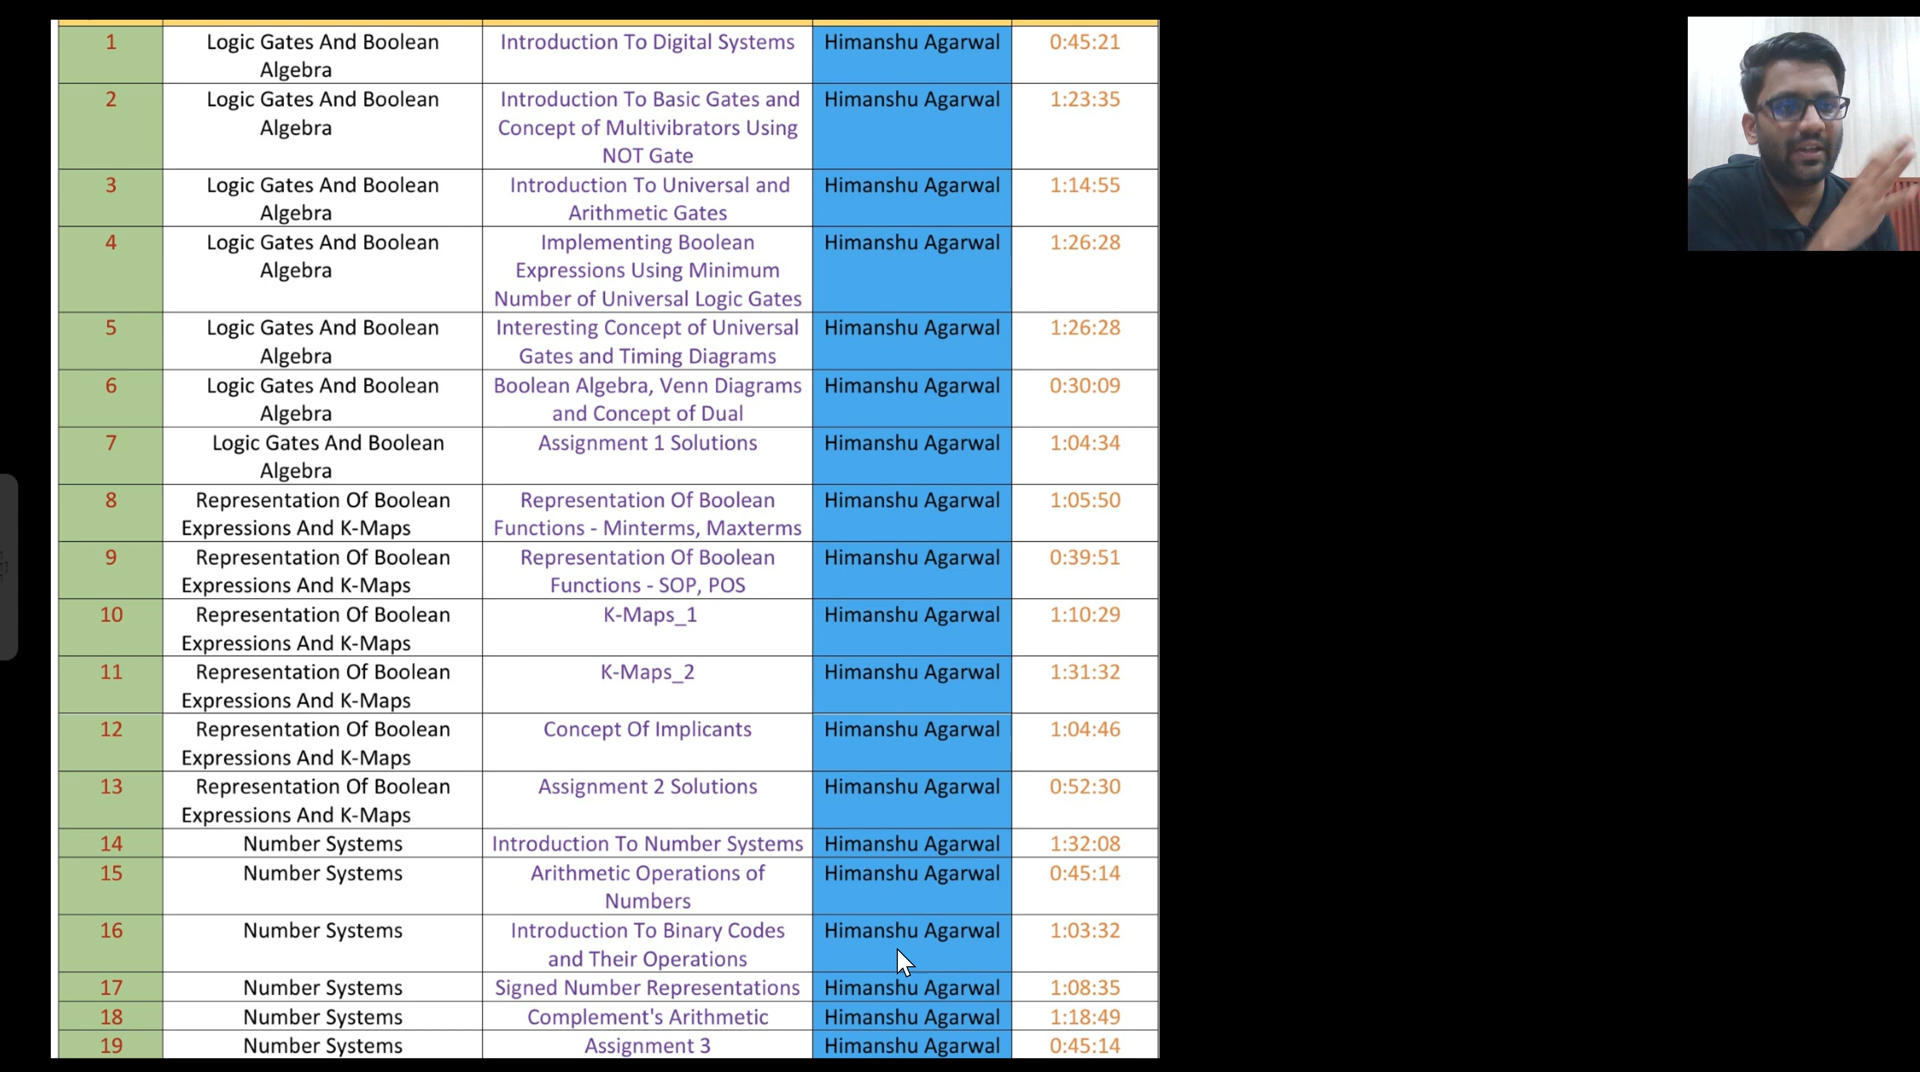 1 Logic Gates And Boolean Introduction To Digital Systems Himanshu Agarwal 0:45:21
Algebra
2 Logic Gates And Boolean Introduction To Basic Gates and Himanshu Agarwal 1:23:35
Algebra Concept of Multivibrators Using
NOT Gate
3 Logic Gates And Boolean Introduction To Universal and Himanshu Agarwal 1:14:55
Algebra Arithmetic Gates
4 Logic Gates And Boolean Implementing Boolean Himanshu Agarwal 1:26:28
Algebra Expressions Using Minimum
Number of Universal Logic Gates
5 Logic Gates And Boolean Interesting Concept of Universal Himanshu Agarwal 1:26:28
Algebra Gates and Timing Diagrams
6 Logic Gates And Boolean Boolean Algebra, Venn Diagrams Himanshu Agarwal 0:30:09
Algebra and Concept of Dual
7 Logic Gates And Boolean Assignment 1 Solutions Himanshu Agarwal 1:04:34
Algebra
8 Representation Of Boolean Representation Of Boolean Himanshu Agarwal 1:05:50
Expressions And K-Maps Functions - Minterms, Maxterms
9 Representation Of Boolean Representation Of Boolean Himanshu Agarwal 0:39:51
Expressions And K-Maps Functions - SOP, POS
10 Representation Of Boolean K-Maps_1 Himanshu Agarwal 1:10:29
Expressions And K-Maps
11 Representation Of Boolean K-Maps_2 Himanshu Agarwal 1:31:32
Expressions And K-Maps
12 Representation Of Boolean Concept Of Implicants Himanshu Agarwal 1:04:46
Expressions And K-Maps
13 Representation Of Boolean Assignment 2 Solutions Himanshu Agarwal 0:52:30
Expressions And K-Maps
14 Number Systems Introduction To Number Systems Himanshu Agarwal 1:32:08
15 Number Systems Arithmetic Operations of Himanshu Agarwal 0:45:14
Numbers
16 Number Systems Introduction To Binary Codes Himanshu Agarwal 1:03:32
and Their Operations
17 Number Systems Signed Number Representations Himanshu Agarwal 1:08:35
18 Number Systems Complement's Arithmetic Himanshu Agarwal 1:18:49
19 Number Systems Assignment 3 Himanshu Agarwal 0:45:14